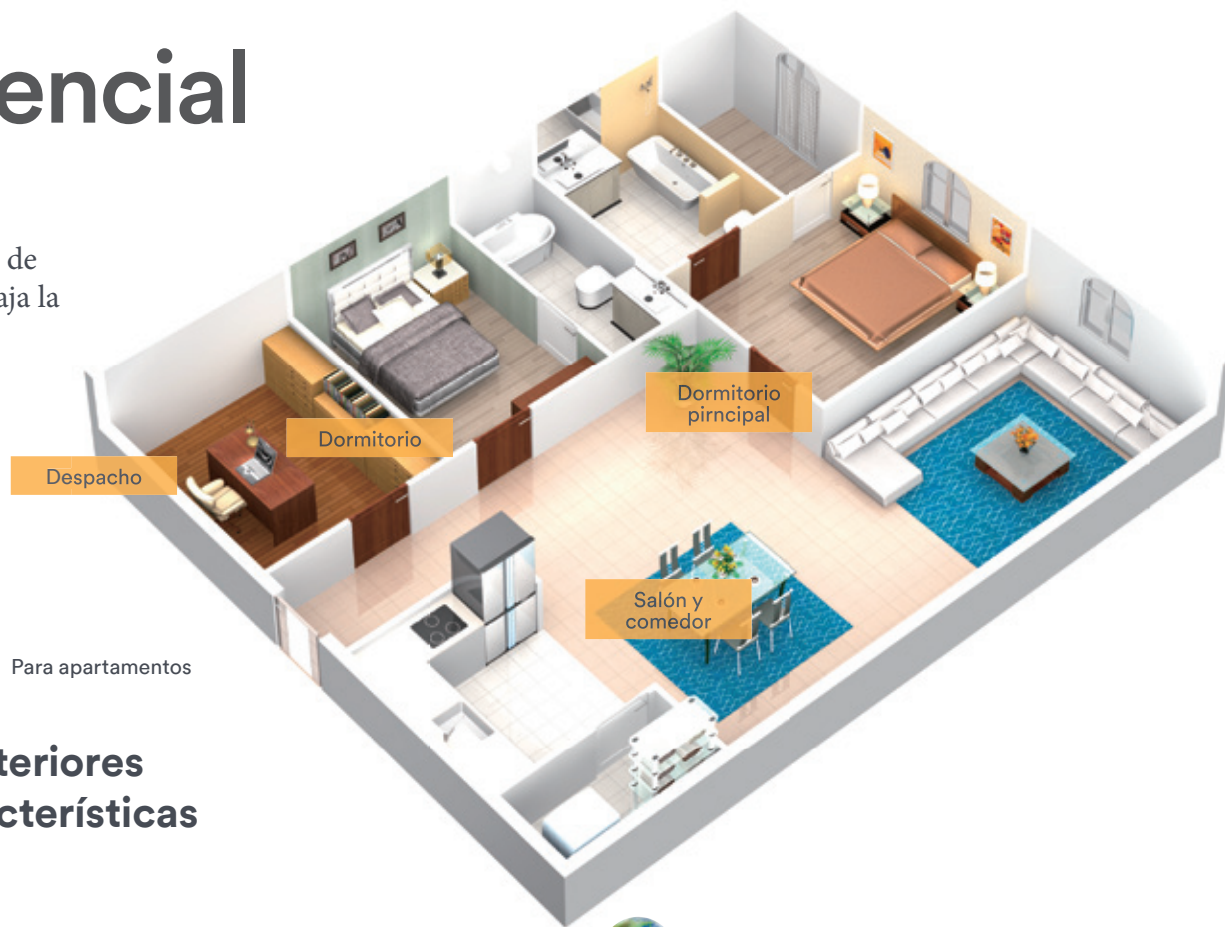 encial
de
aja la
Dormitorio
pirncipal
Dormitorio
Despacho
Salón y
comedor
Para apartamentos
teriores
cterísticas